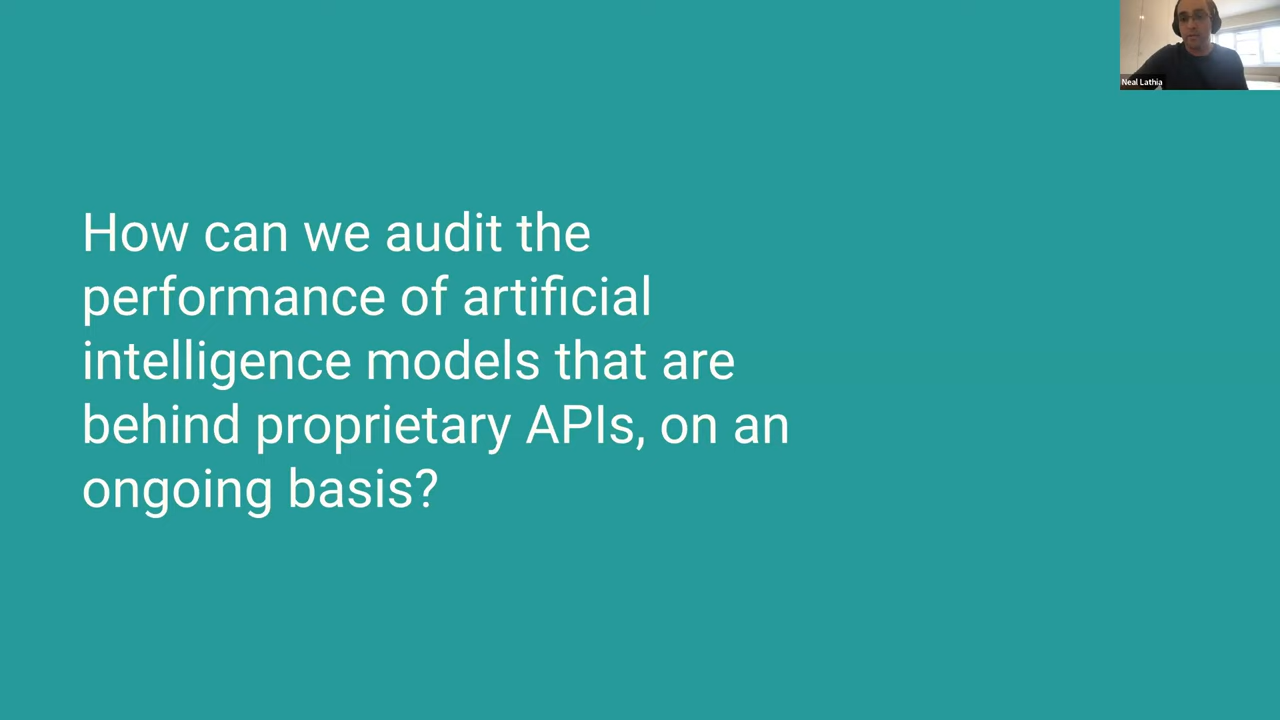 Neal Lathia
How can we audit the
performance of artificial
intelligence models that are
behind proprietary APIs, on an
ongoing basis?